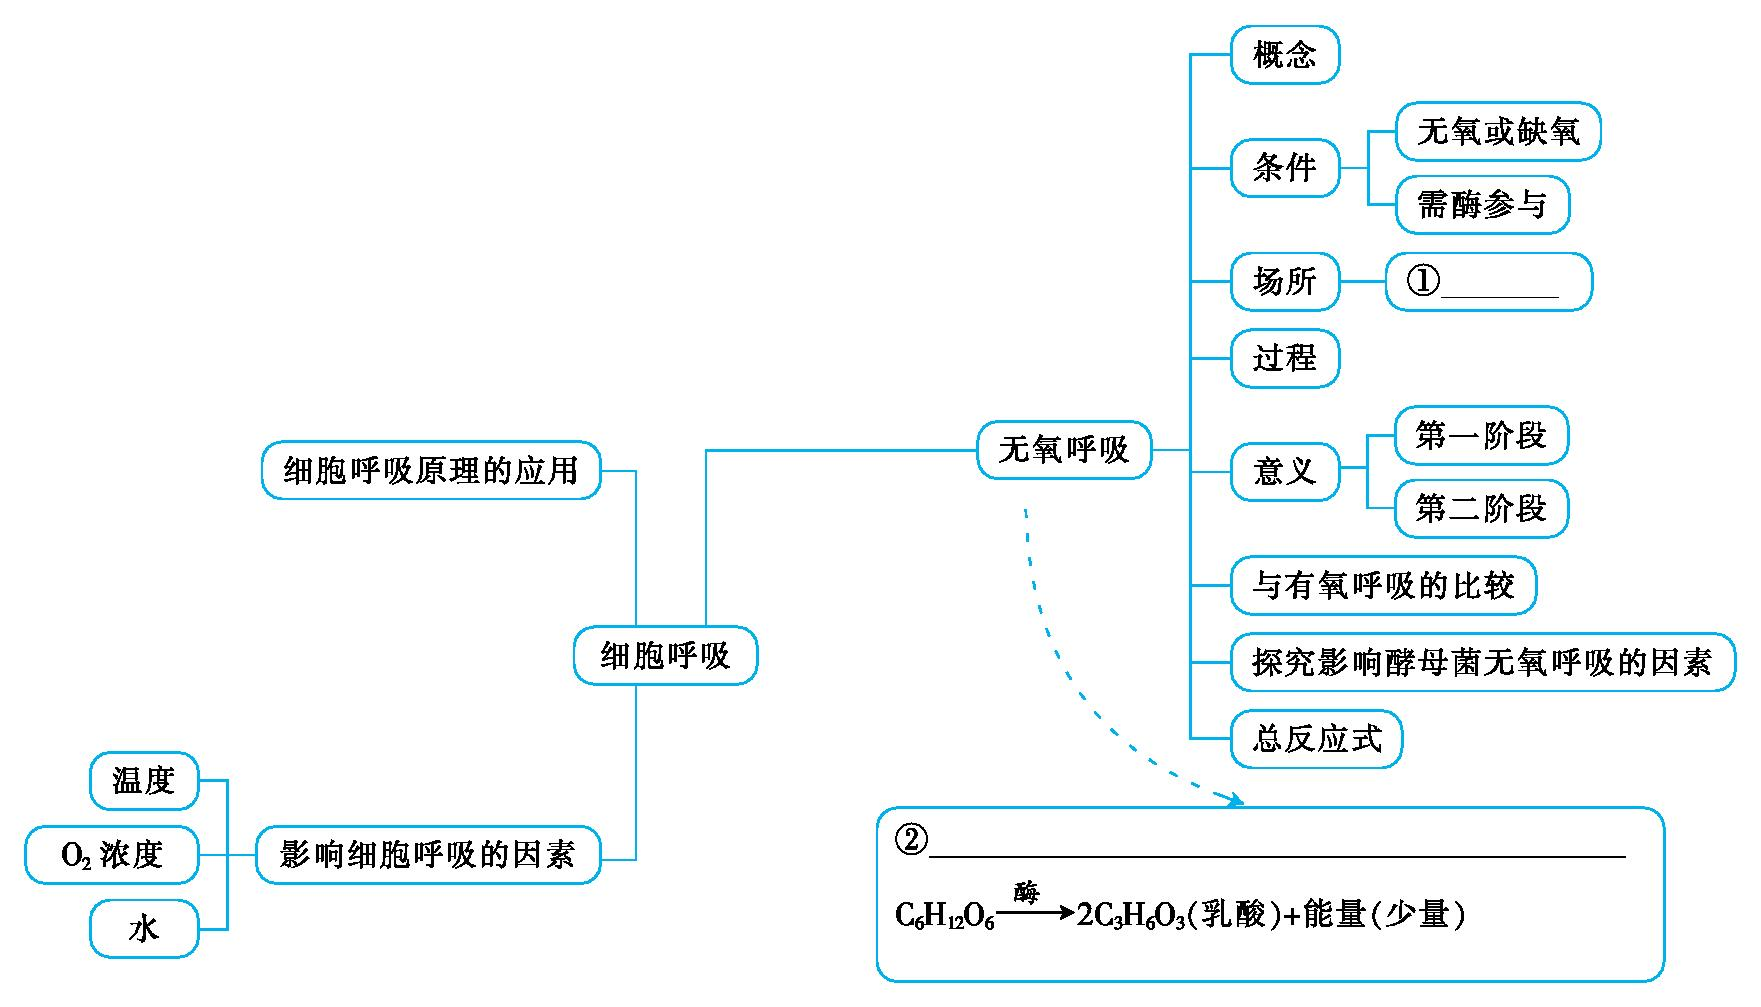 概念
无氧或缺氧
条件
需酶参与
场所
①________
过程
无氧呼吸
第一阶段
意义
第二阶段
细胞呼吸原理的应用
与有氧呼吸的比较
细胞呼吸
探究影响酵母菌无氧呼吸的因素
总反应式
温度
O₂浓度
影响细胞呼吸的因素
水
②________________
酶
C₆H₁₂O₆→2C₃H₆O₃(乳酸)+能量(少量)